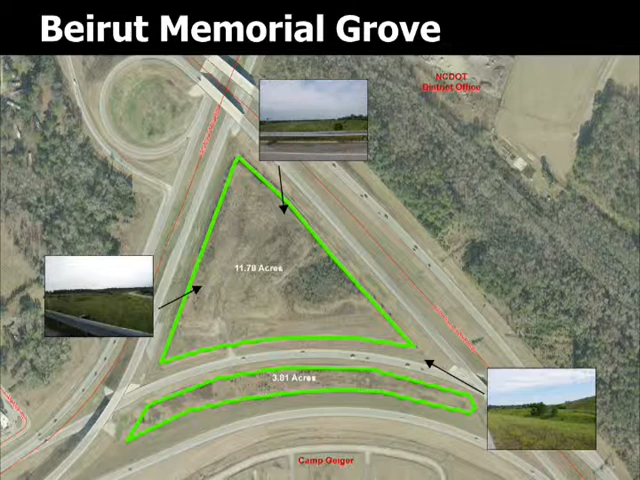 Beirut Memorial Grove
NCDOT
District Office
11.78 Acres
3.81 Acres
Camp Geiger